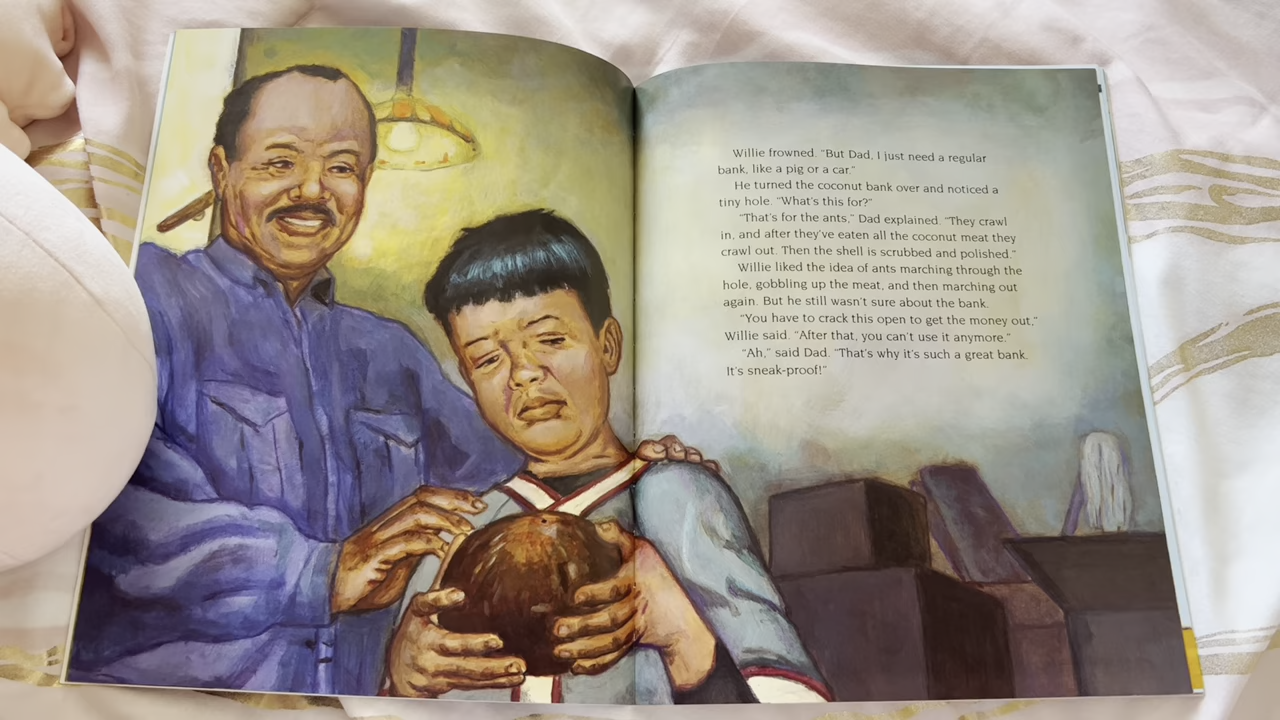 Willie frowned. “But Dad, I just need a regular
bank, like a pig or a car.”
He turned the coconut bank over and noticed a
tiny hole. “What’s this for?”
“That’s for the ants,” Dad explained. “They crawl
in, and after they’ve eaten all the coconut meat they
crawl out. Then the shell is scrubbed and polished.”
Willie liked the idea of ants marching through the
hole, gobbling up the meat, and then marching out
again. But he still wasn’t sure about the bank.
“You have to crack this open to get the money out,”
Willie said. “After that, you can’t use it anymore.”
“Ah,” said Dad. “That’s why it’s such a great bank.
It’s sneak-proof!”